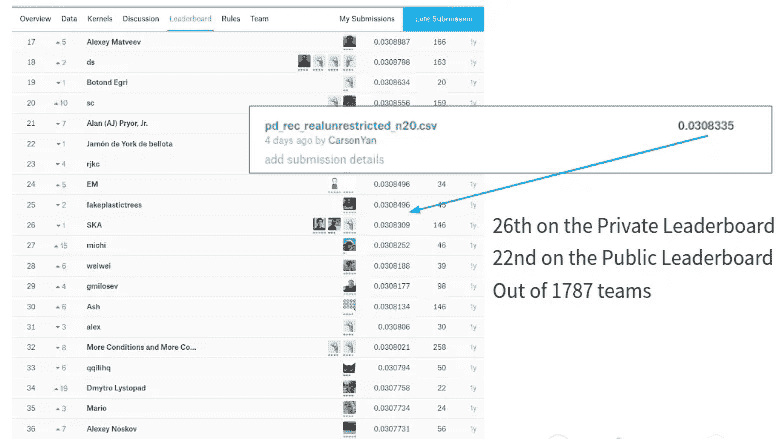 Overview Data Kernels Discussion Leaderboard Rules Team My Submissions Late Submission
17 ▲ 5 Alexey Matveev 0.0308987 166 1y
18 ▲ 2 ds 0.0308788 163 1y
19 ▼ 1 Botond Egri 0.0308634 20 1y
20 ▲ 10 sc 0.0308556 159 1y
21 ▼ 7 Alan (AJ) Pryor, Jr.
22 ▼ 1 Jamón de York de bellota
23 ▼ 4 rjkc
pd_rec_realunrestricted_n20.csv 0.0308335
4 days ago by CarsonYan
add submission details
24 ▲ 5 EM 0.0308496 34 1y
25 ▼ 2 fakeplastictrees 0.0308496 1y
26 ▼ 1 SKA 0.0308309 146 1y
27 ▲ 15 michi 0.0308252 46 1y
28 ▲ 6 weiwei 0.0308188 39 1y
29 ▲ 4 gmilosev 0.0308177 98 1y
30 ▲ 6 Ash 0.0308134 146 1y
31 ▼ 3 alex 0.030806 30 1y
32 ▼ 8 More Conditions and More Co... 0.0308021 258 1y
33 ▼ 6 qqilihq 0.030794 50 1y
34 ▲ 19 Dmytro Lystopad 0.0307758 22 1y
35 ▲ 3 Mario 0.0307734 24 1y
36 ▲ 7 Alexey Noskov 0.0307731 56 1y
26th on the Private Leaderboard
22nd on the Public Leaderboard
Out of 1787 teams